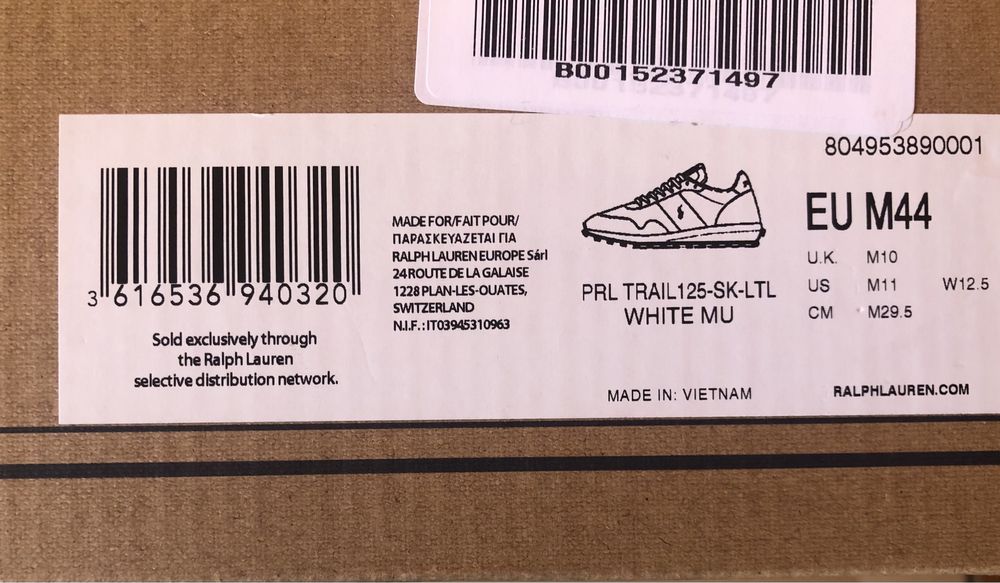 B00152371497
804953890001
3 616536 940320
Sold exclusively through
the Ralph Lauren
selective distribution network.
MADE FOR/FAIT POUR/
ΠΑΡΑΣΚΕΥΑΖΕΤΑΙ ΓΙΑ
RALPH LAUREN EUROPE Sárl
24 ROUTE DE LA GALAISE
1228 PLAN-LES-OUATES,
SWITZERLAND
N.I.F.: IT03945310963
PRL TRAIL125-SK-LTL
WHITE MU
MADE IN: VIETNAM
EU M44
U.K. M10
US M11 W12.5
CM M29.5
RALPHLAUREN.COM